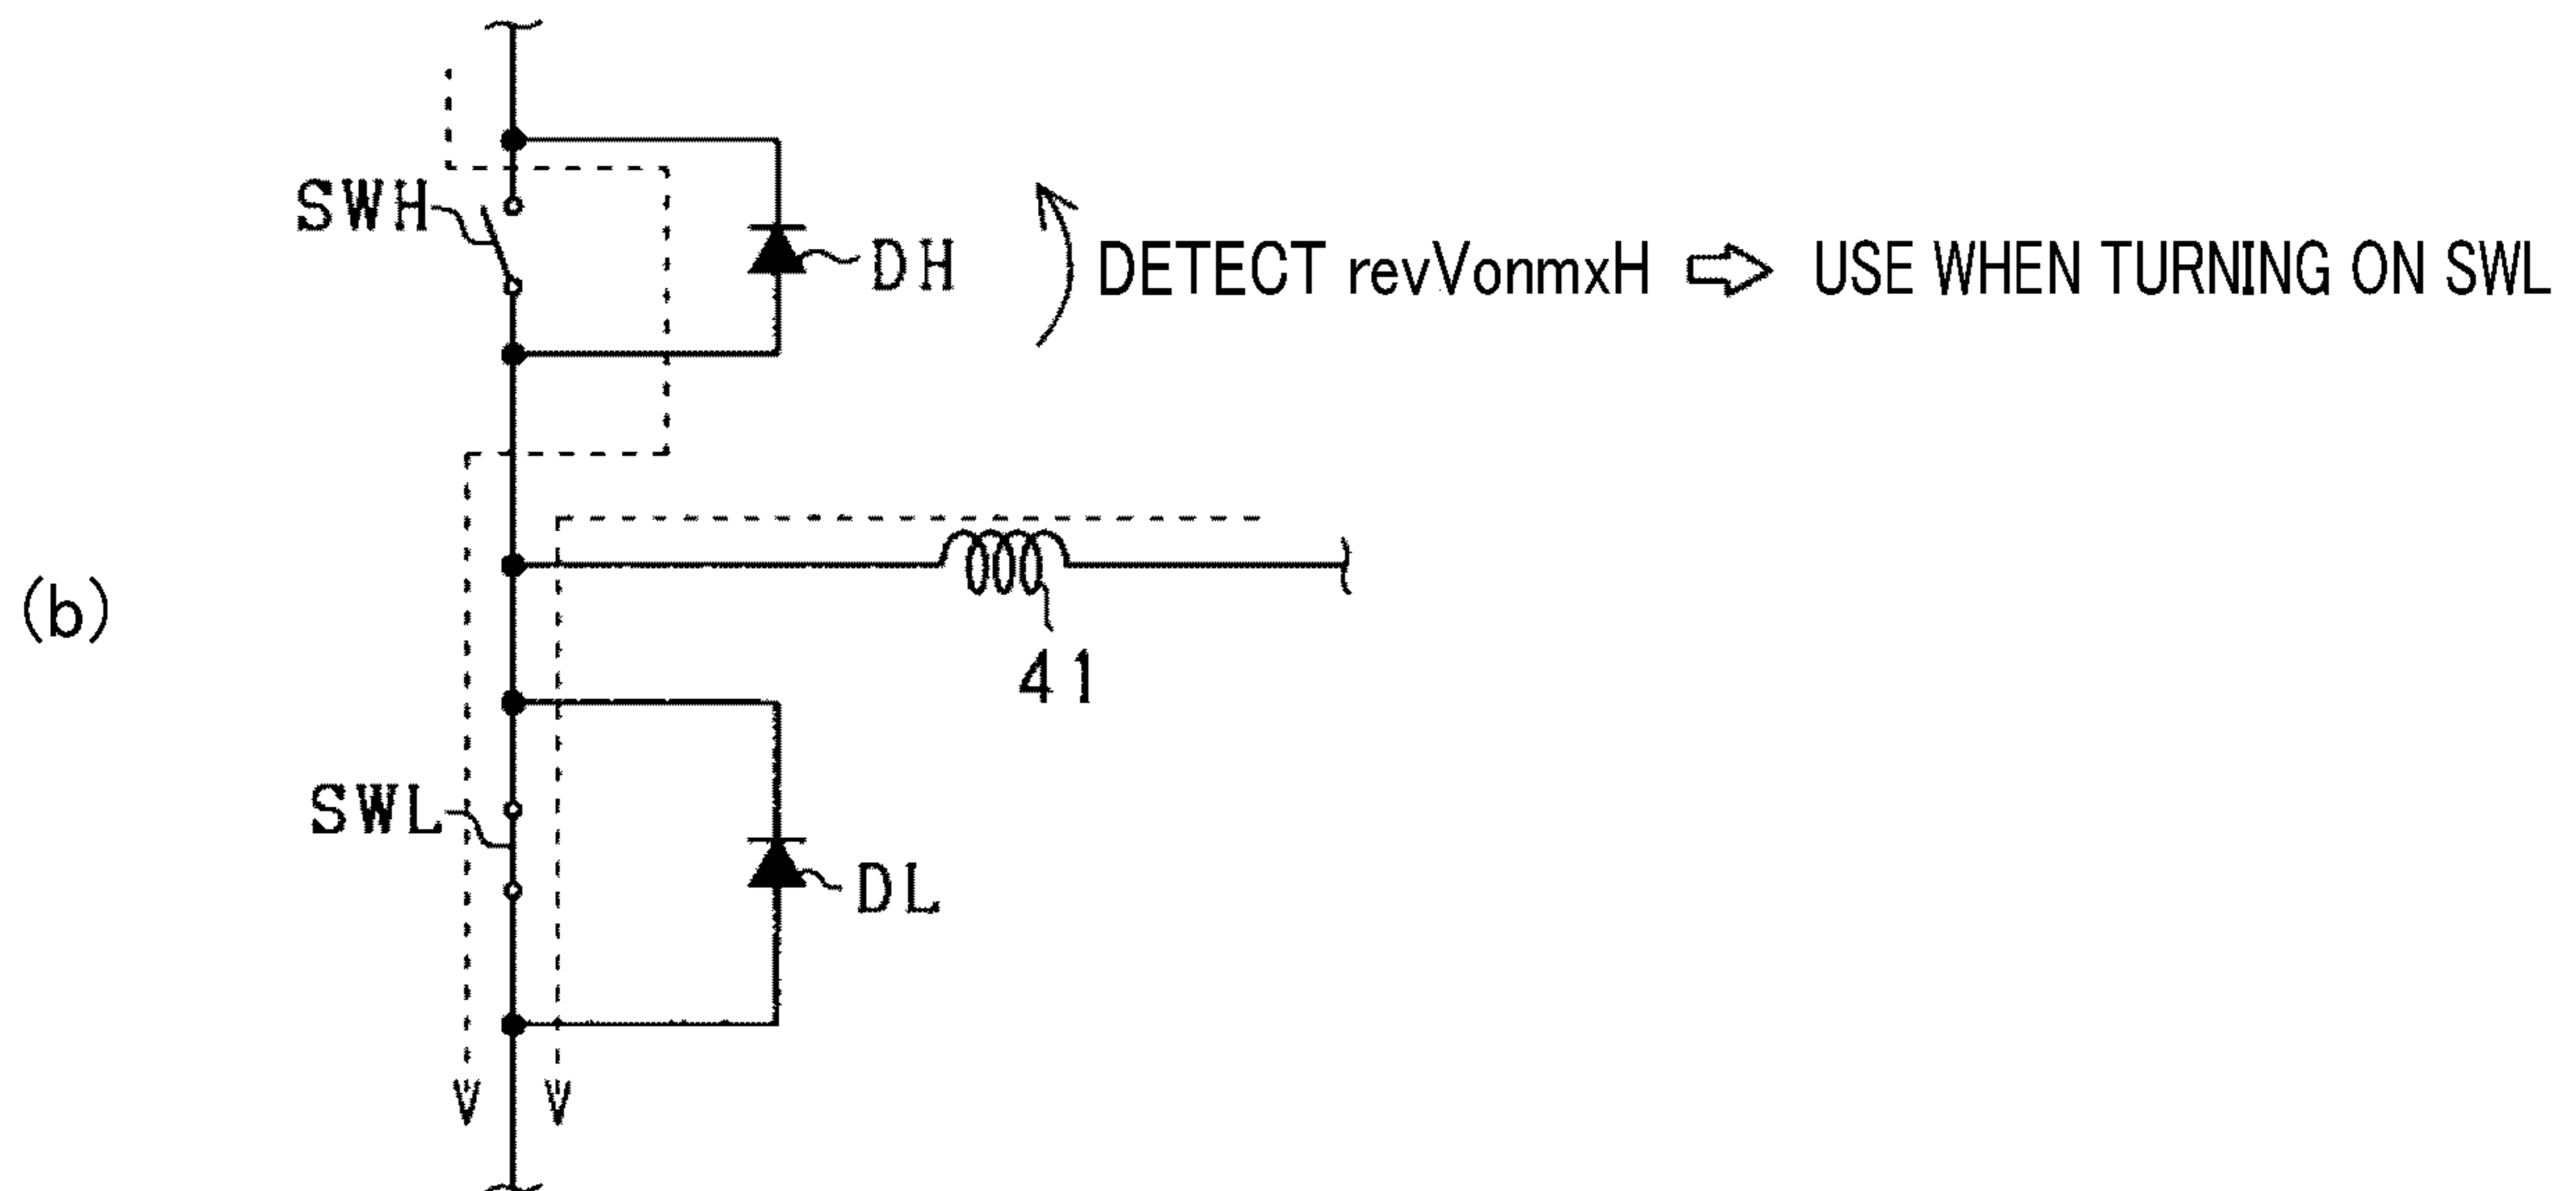 SWH
DH
DETECT revVonmxH ⇨ USE WHEN TURNING ON SWL
(b)
41
SWL
DL